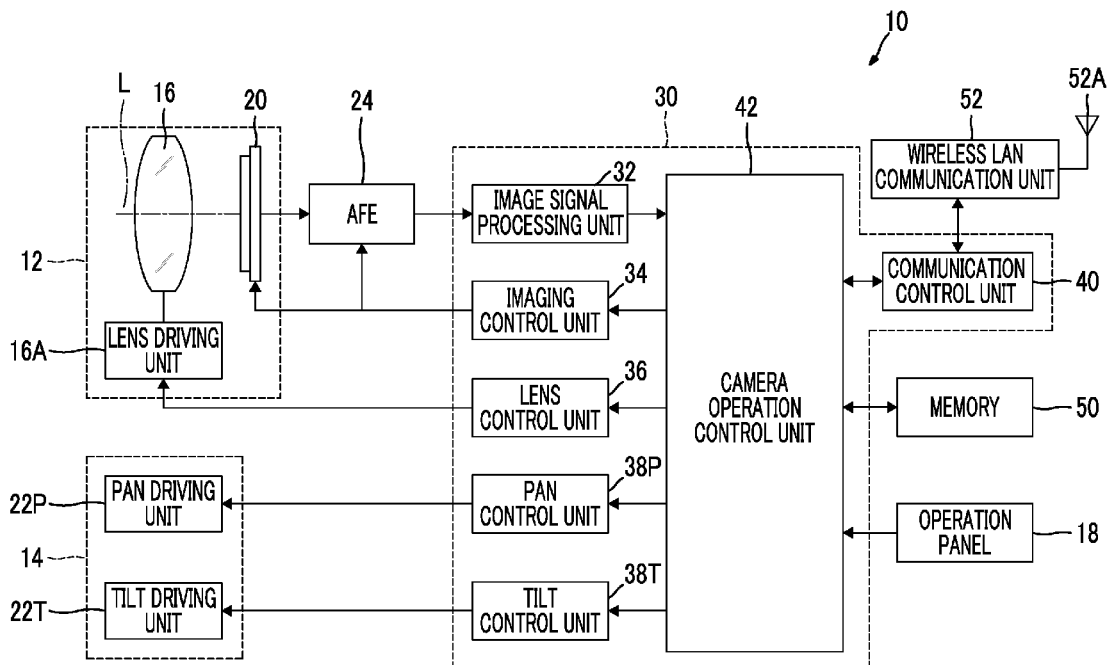 10
L
16
20
24
30
42
52
52A
WIRELESS LAN
COMMUNICATION UNIT
32
AFE
IMAGE SIGNAL
PROCESSING UNIT
12
34
COMMUNICATION
CONTROL UNIT
40
IMAGING
CONTROL UNIT
16A
LENS DRIVING
UNIT
36
LENS
CONTROL UNIT
CAMERA
OPERATION
CONTROL UNIT
MEMORY
50
38P
22P
PAN DRIVING
UNIT
PAN
CONTROL UNIT
OPERATION
PANEL
18
14
38T
22T
TILT DRIVING
UNIT
TILT
CONTROL UNIT